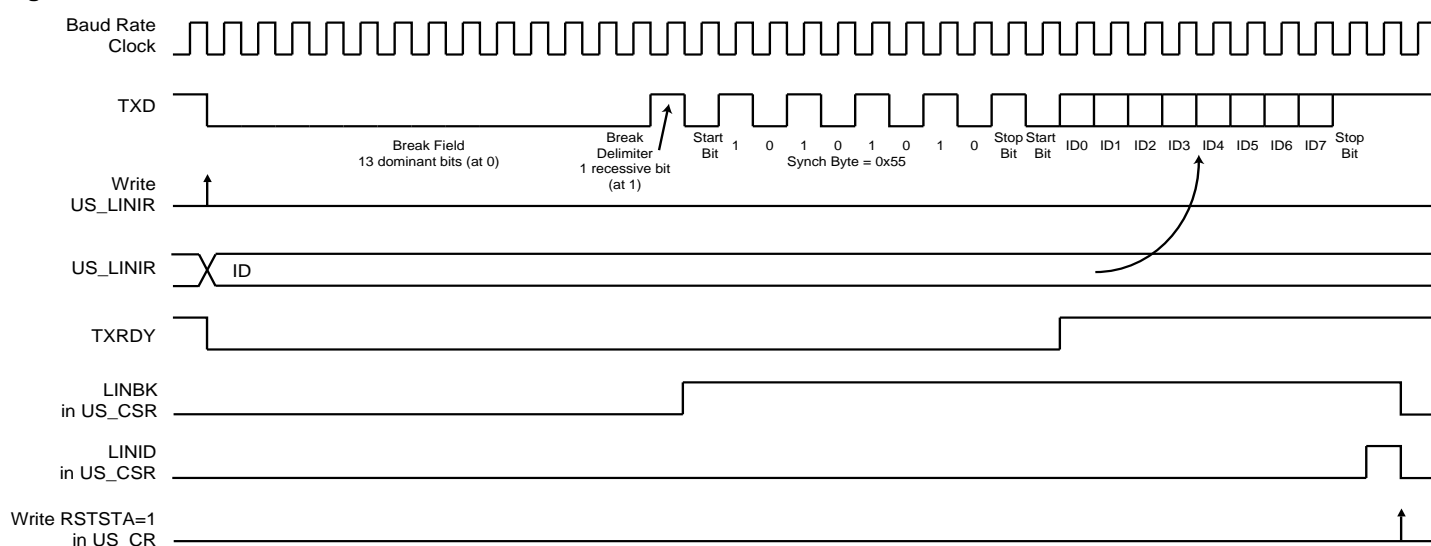 Baud Rate
Clock
TXD
Break Field
13 dominant bits (at 0)
Break
Delimiter
1 recessive bit
(at 1)
Start
Bit
1 0 1 0 1 0 1 0
Synch Byte = 0x55
Stop
Bit
Start
Bit
ID0 ID1 ID2 ID3 ID4 ID5 ID6 ID7
Stop
Bit
Write
US_LINIR
US_LINIR
ID
TXRDY
LINBK
in US_CSR
LINID
in US_CSR
Write RSTSTA=1
in US_CR